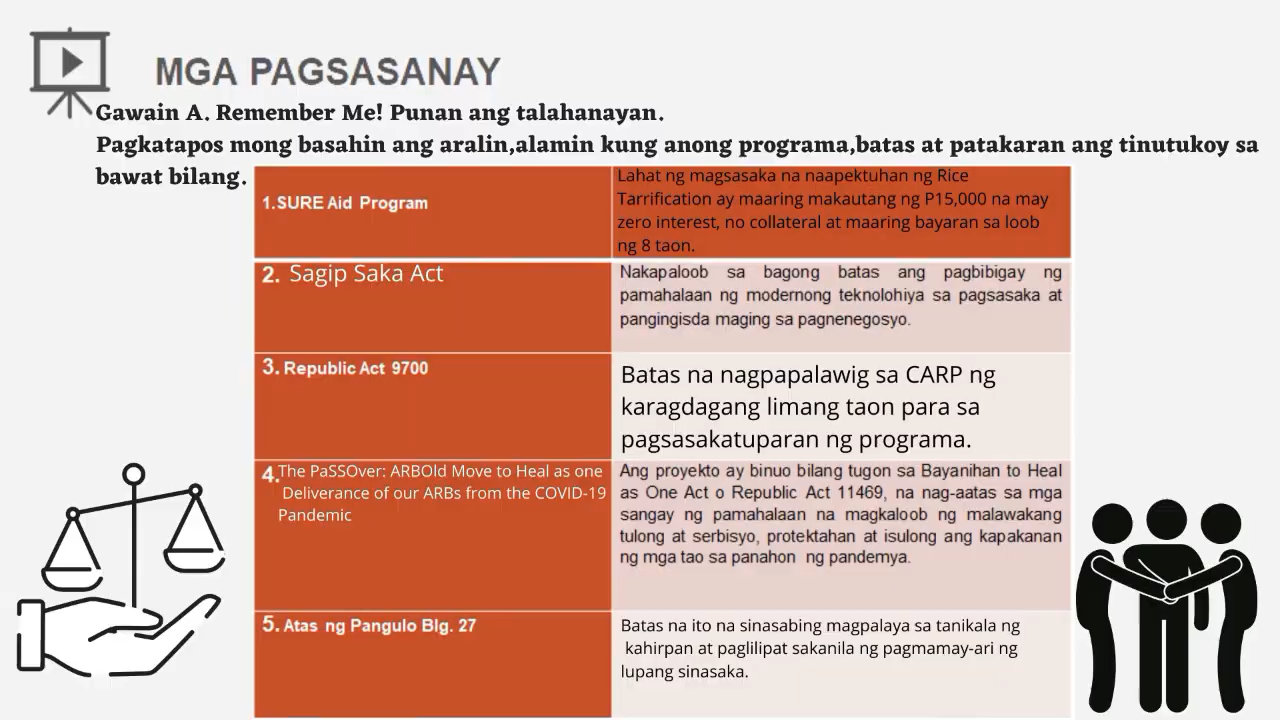 MGA PAGSASANAY
Gawain A. Remember Me! Punan ang talahanayan.
Pagkatapos mong basahin ang aralin,alamin kung anong programa,batas at patakaran ang tinutukoy sa
bawat bilang.
1.SURE Aid Program
Lahat ng magsasaka na naapektuhan ng Rice
Tarrification ay maaring makautang ng P15,000 na may
zero interest, no collateral at maaring bayaran sa loob
ng 8 taon.
2. Sagip Saka Act
Nakapaloob sa bagong batas ang pagbibigay ng
pamahalaan ng modernong teknolohiya sa pagsasaka at
pangingisda maging sa pagnenegosyo.
3. Republic Act 9700
Batas na nagpapalawig sa CARP ng
karagdagang limang taon para sa
pagsasakatuparan ng programa.
4. The PaSSOver: ARBOld Move to Heal as one
Deliverance of our ARBs from the COVID-19
Pandemic
Ang proyekto ay binuo bilang tugon sa Bayanihan to Heal
as One Act o Republic Act 11469, na nag-aatas sa mga
sangay ng pamahalaan na magkaloob ng malawakang
tulong at serbisyo, protektahan at isulong ang kapakanan
ng mga tao sa panahon ng pandemya.
5. Atas ng Pangulo Blg. 27
Batas na ito na sinasabing magpalaya sa tanikala ng
kahirpan at paglilipat sakanila ng pagmamay-ari ng
lupang sinasaka.